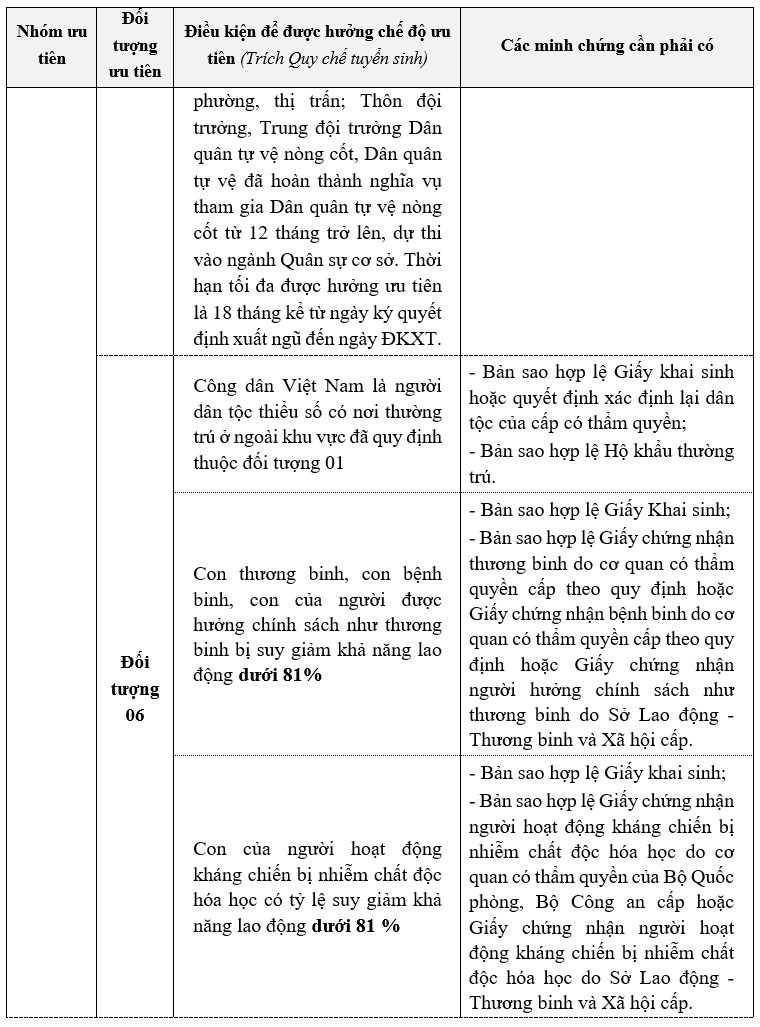 Nhóm ưu tiên
Đối tượng ưu tiên
Điều kiện để được hưởng chế độ ưu tiên (Trích Quy chế tuyển sinh)
Các minh chứng cần phải có
phường, thị trấn; Thôn đội
trưởng, Trung đội trưởng Dân
quân tự vệ nòng cốt, Dân quân
tự vệ đã hoàn thành nghĩa vụ
tham gia Dân quân tự vệ nòng
cốt từ 12 tháng trở lên, dự thi
vào ngành Quân sự cơ sở. Thời
hạn tối đa được hưởng ưu tiên
là 18 tháng kể từ ngày ký quyết
định xuất ngũ đến ngày ĐKXT.
Đối
tượng
06
Công dân Việt Nam là người
dân tộc thiểu số có nơi thường
trú ở ngoài khu vực đã quy định
thuộc đối tượng 01
- Bản sao hợp lệ Giấy khai sinh
hoặc quyết định xác định lại dân
tộc của cấp có thẩm quyền;
- Bản sao hợp lệ Hộ khẩu thường
trú.
Con thương binh, con bệnh
binh, con của người được
hưởng chính sách như thương
binh bị suy giảm khả năng lao
động dưới 81%
- Bản sao hợp lệ Giấy Khai sinh;
- Bản sao hợp lệ Giấy chứng nhận
thương binh do cơ quan có thẩm
quyền cấp theo quy định hoặc
Giấy chứng nhận bệnh binh do cơ
quan có thẩm quyền cấp theo quy
định hoặc Giấy chứng nhận
người hưởng chính sách như
thương binh do Sở Lao động -
Thương binh và Xã hội cấp.
Con của người hoạt động
kháng chiến bị nhiễm chất độc
hóa học có tỷ lệ suy giảm khả
năng lao động dưới 81 %
- Bản sao hợp lệ Giấy khai sinh;
- Bản sao hợp lệ Giấy chứng nhận
người hoạt động kháng chiến bị
nhiễm chất độc hóa học do cơ
quan có thẩm quyền của Bộ Quốc
phòng, Bộ Công an cấp hoặc
Giấy chứng nhận người hoạt
động kháng chiến bị nhiễm chất
độc hóa học do Sở Lao động -
Thương binh và Xã hội cấp.